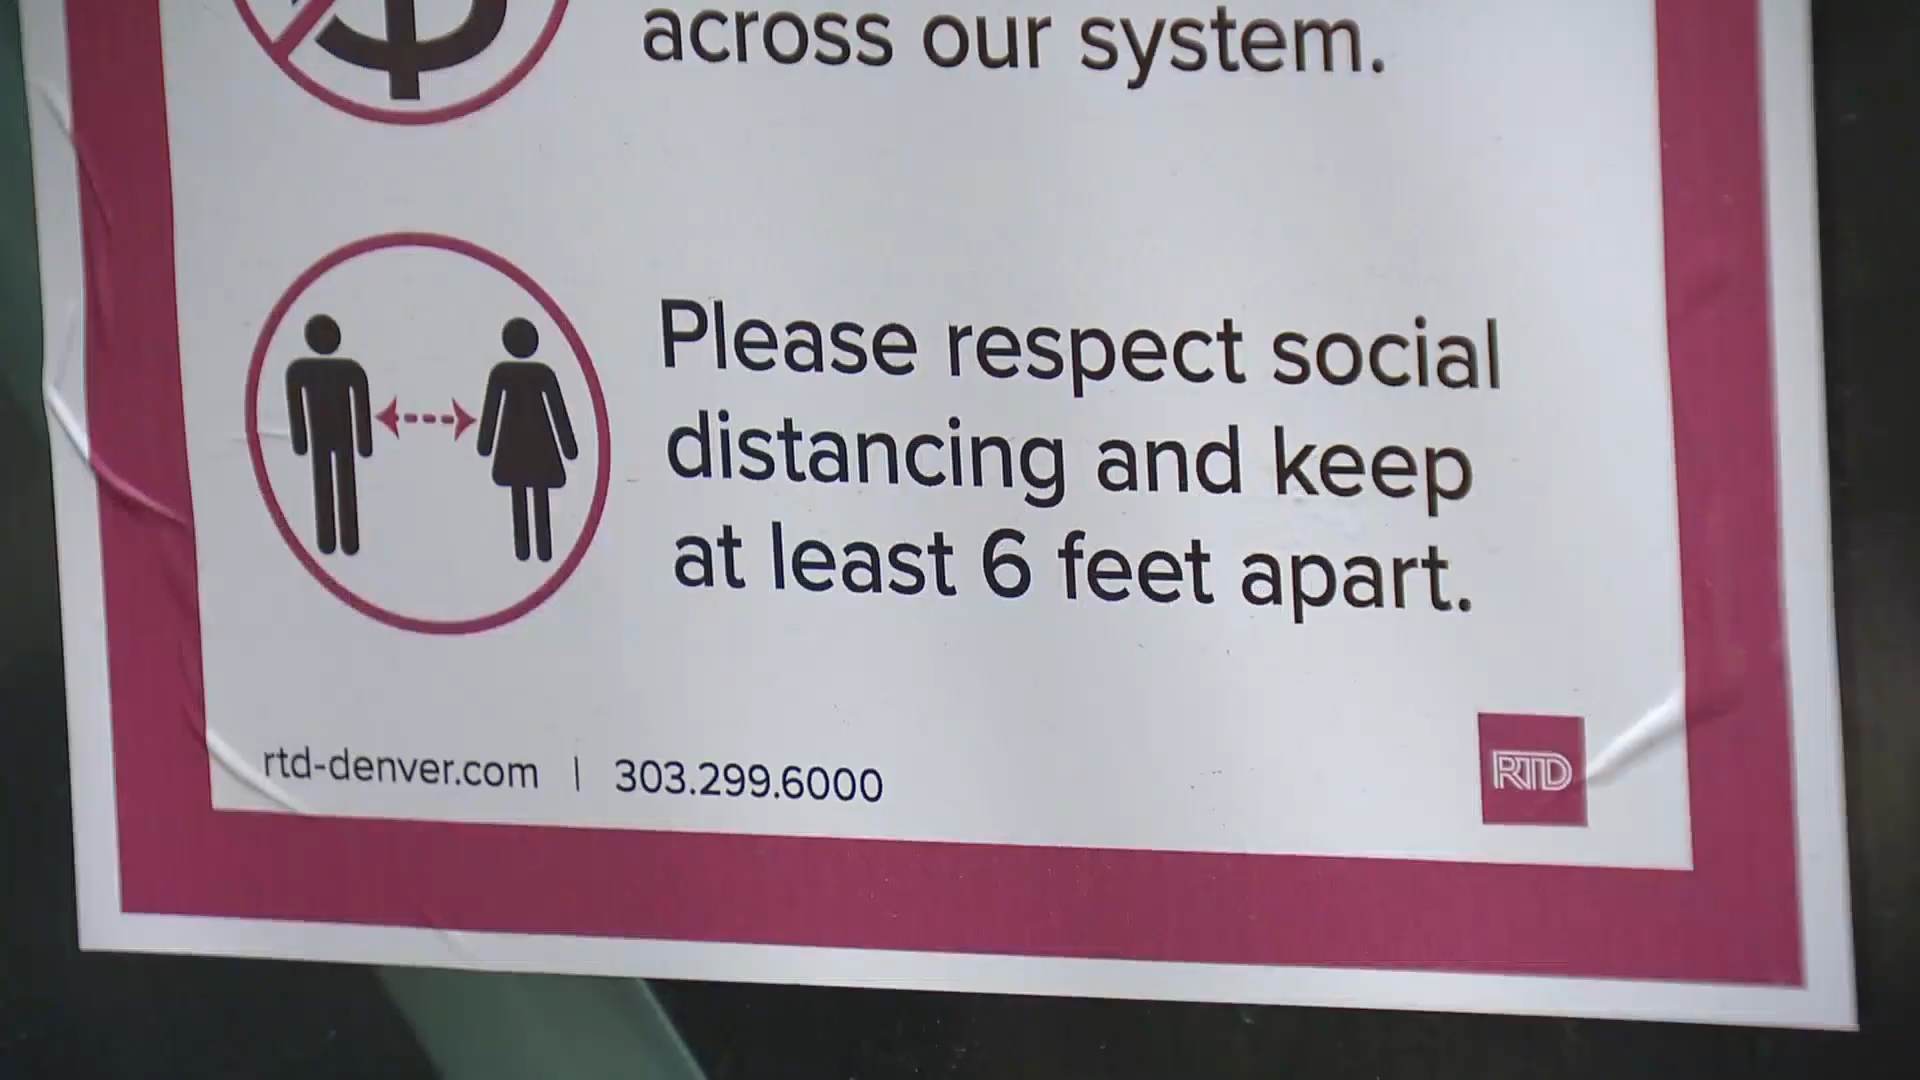 across our system.
Please respect social
distancing and keep
at least 6 feet apart.
rtd-denver.com | 303.299.6000
RTD